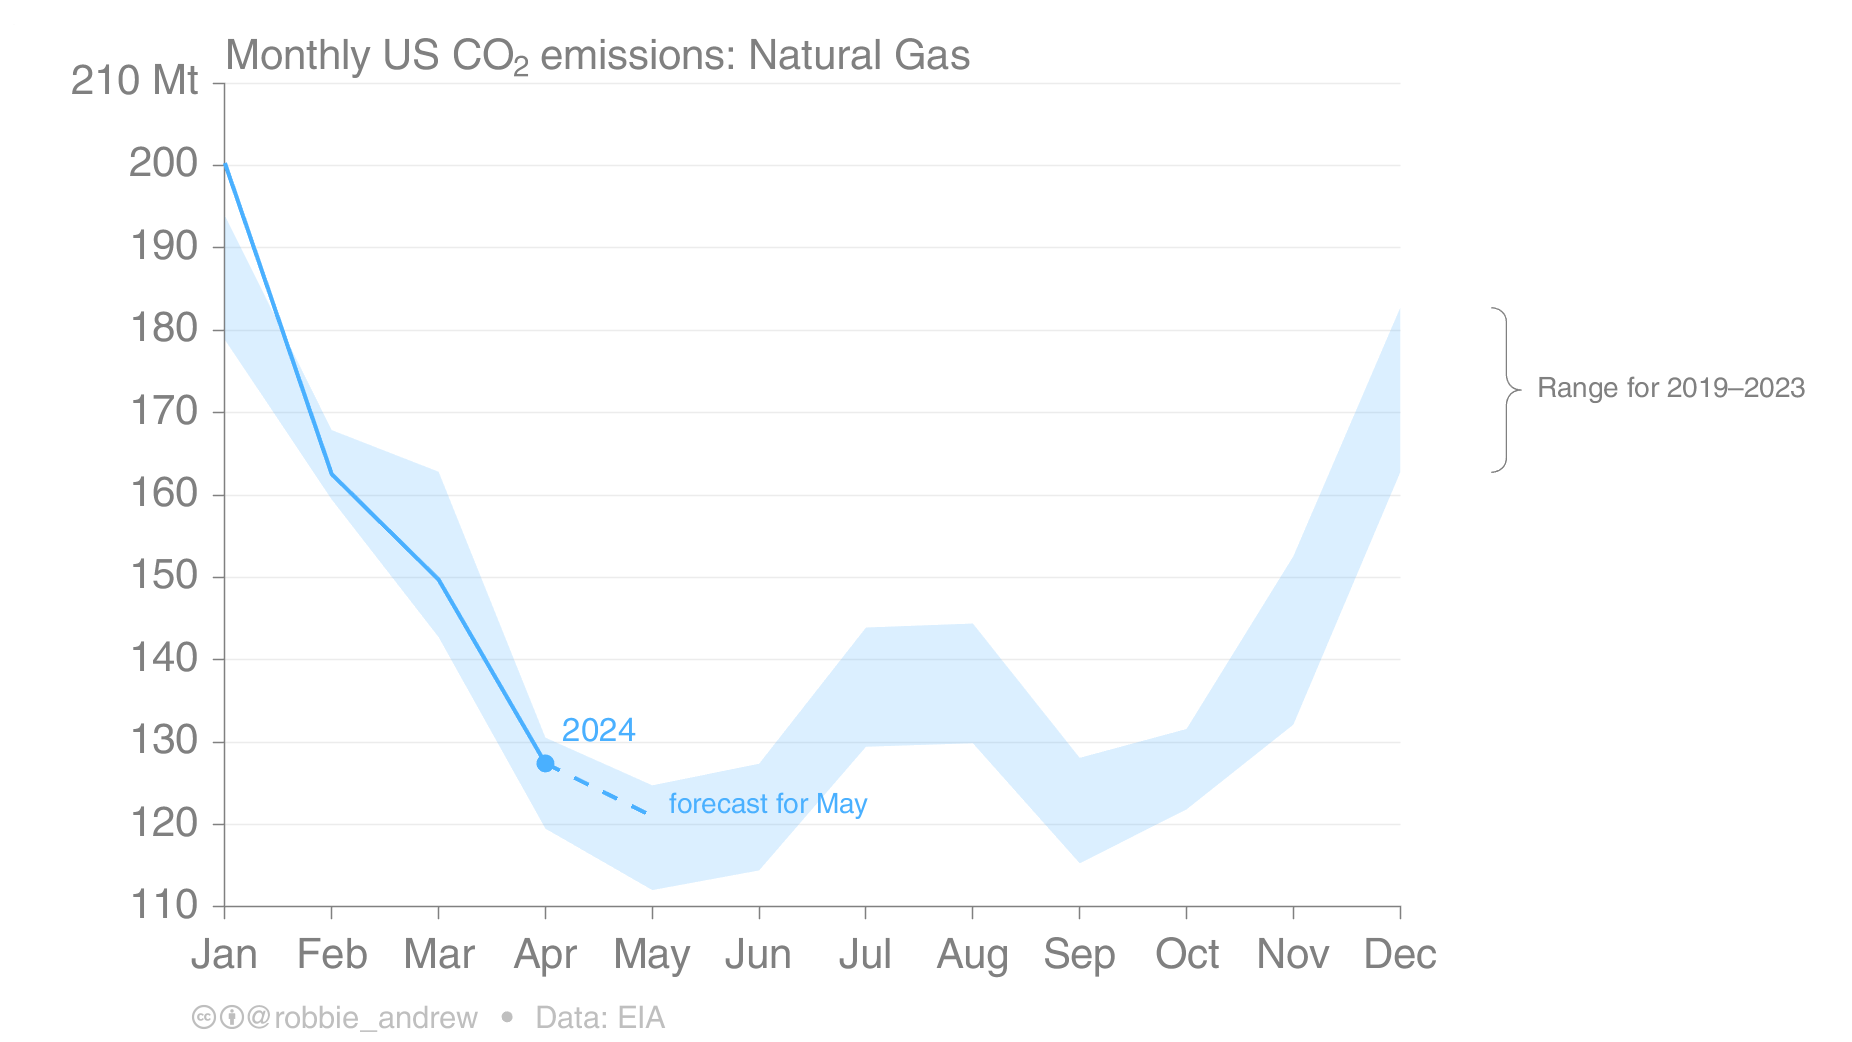 Monthly US CO₂ emissions: Natural Gas
210 Mt
200
190
180
170
160
150
140
130
120
110
Range for 2019–2023
2024
forecast for May
Jan Feb Mar Apr May Jun Jul Aug Sep Oct Nov Dec
@robbie_andrew • Data: EIA